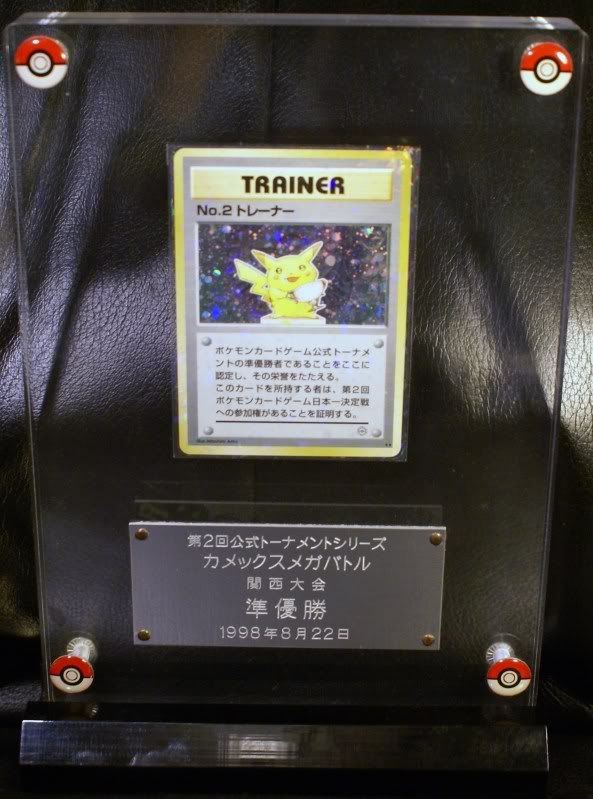 TRAINER
No.2 トレーナー
ポケモンカードゲーム公式トーナメ
ントの準優勝者であることをここに
認定し、その栄誉をたたえる。
このカードを所持する者は、第2回
ポケモンカードゲーム日本一決定戦
への参加権があることを証明する。
Illus. Mitsuhiro Arita
第2回公式トーナメントシリーズ
カメックスメガバトル
関西大会
準優勝
1998年8月22日